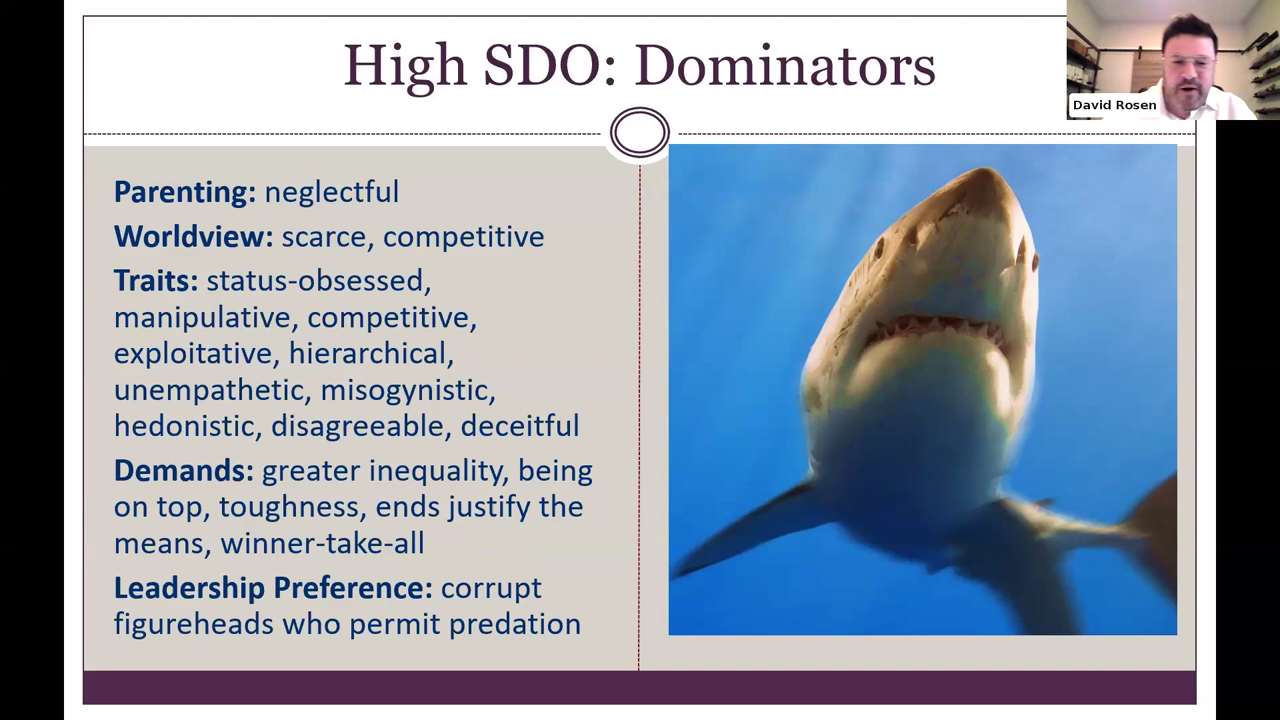 High SDO: Dominators
David Rosen
Parenting: neglectful
Worldview: scarce, competitive
Traits: status-obsessed,
manipulative, competitive,
exploitative, hierarchical,
unempathetic, misogynistic,
hedonistic, disagreeable, deceitful
Demands: greater inequality, being
on top, toughness, ends justify the
means, winner-take-all
Leadership Preference: corrupt
figureheads who permit predation